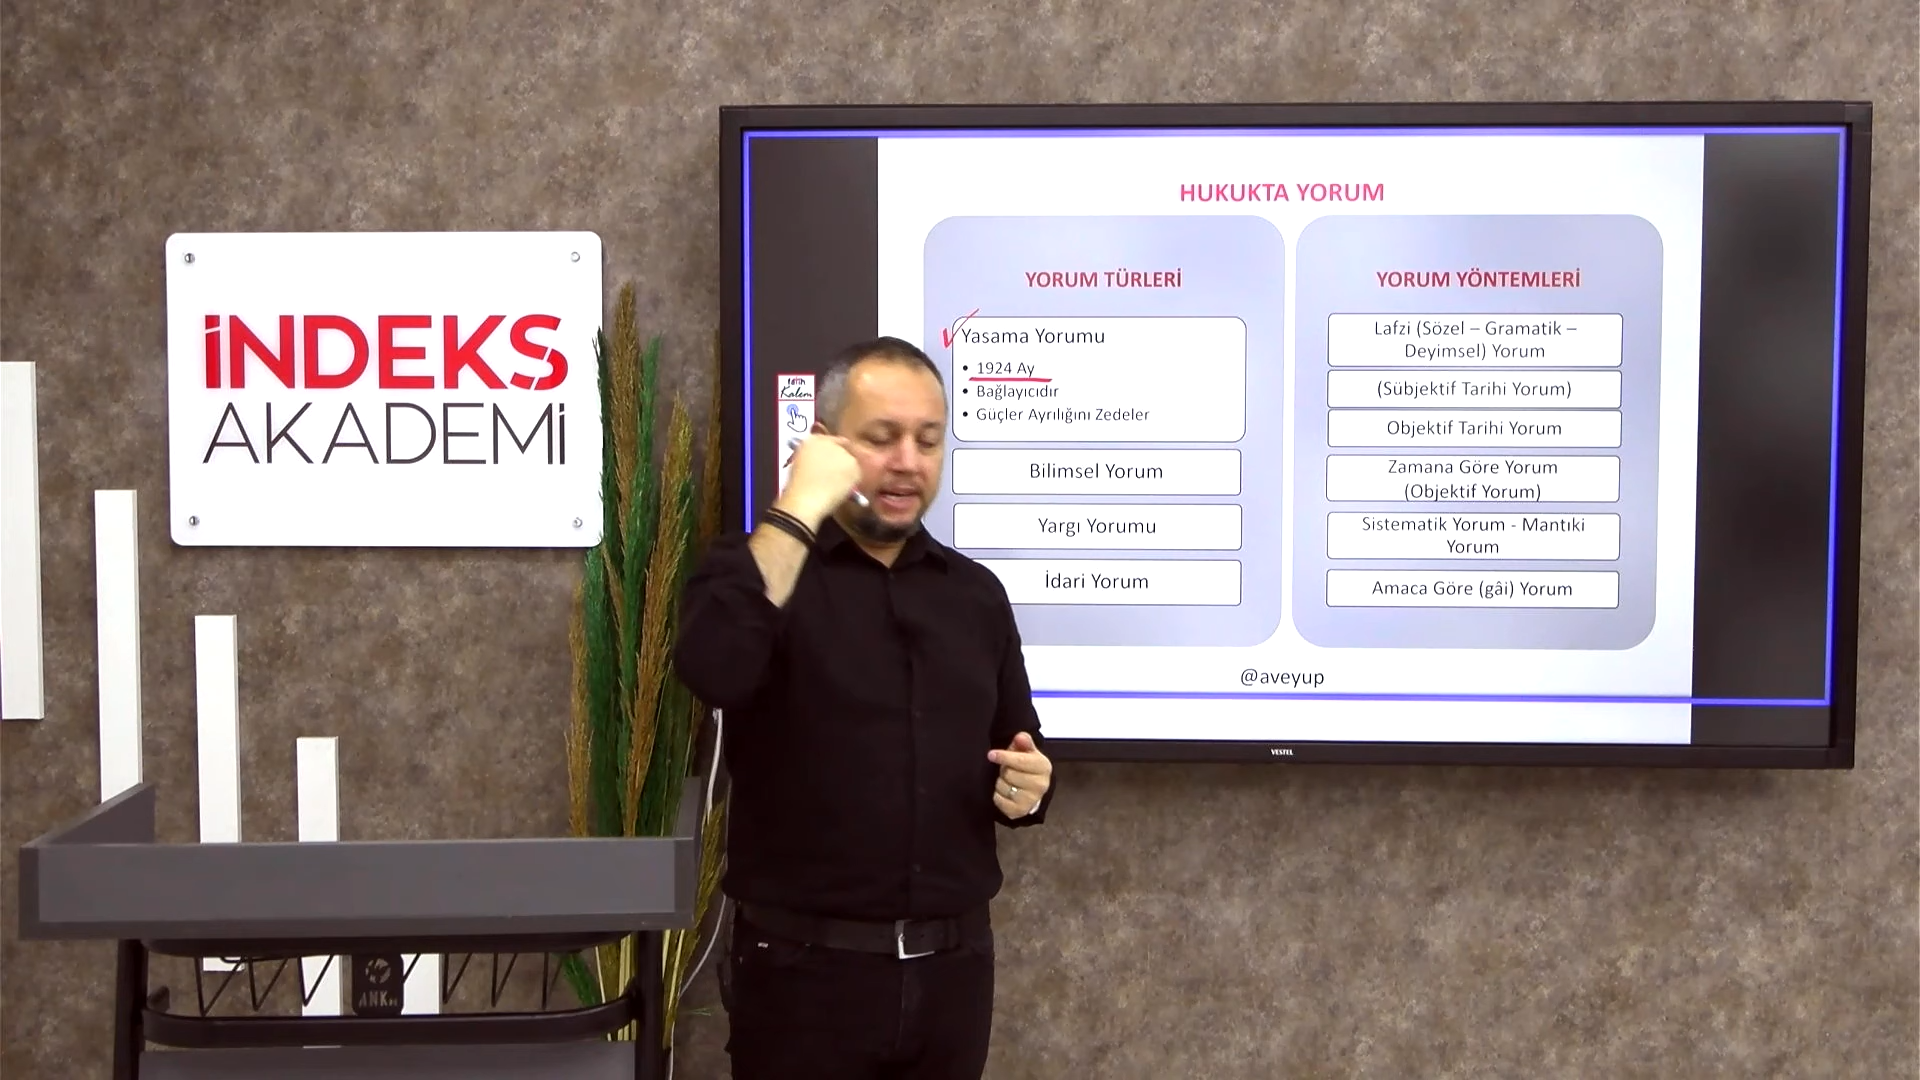 İNDEKS
AKADEMİ
HUKUKTA YORUM
YORUM TÜRLERİ
Yasama Yorumu
• 1924 Ay
• Bağlayıcıdır
• Güçler Ayrılığını Zedeler
Bilimsel Yorum
Yargı Yorumu
İdari Yorum
YORUM YÖNTEMLERİ
Lafzi (Sözel – Gramatik –
Deyimsel) Yorum
(Sübjektif Tarihi Yorum)
Objektif Tarihi Yorum
Zamana Göre Yorum
(Objektif Yorum)
Sistematik Yorum - Mantıki
Yorum
Amaca Göre (gâi) Yorum
@aveyup
Kalem
VESTEL